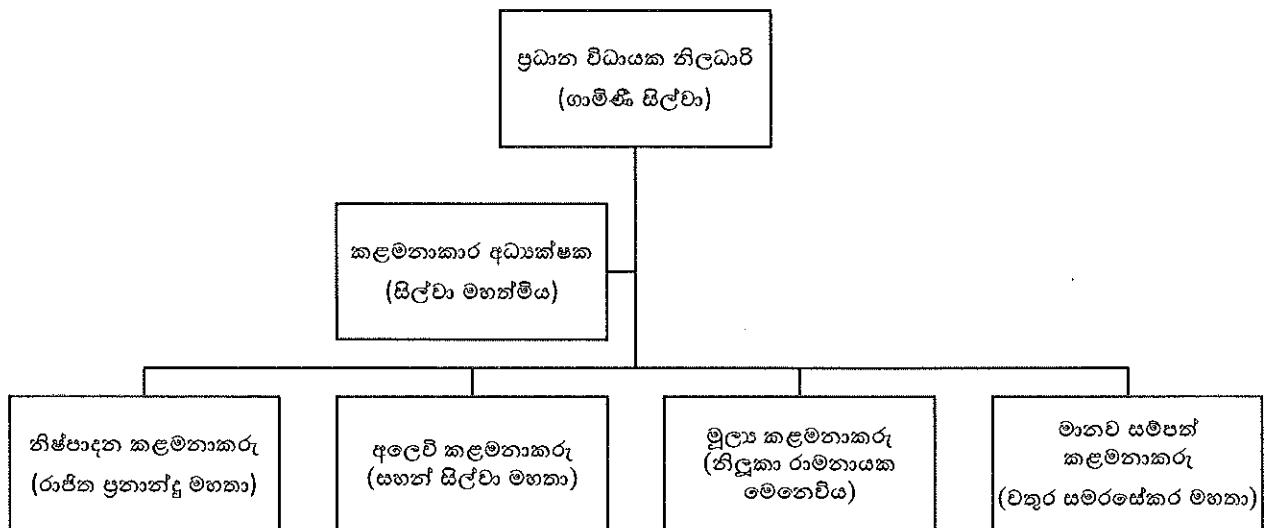 ප්‍රධාන විධායක නිලධාරි
(ගාමිණී සිල්වා)
කළමනාකාර අධ්‍යක්ෂක
(සිල්වා මහත්මිය)
නිෂ්පාදන කළමනාකරු
(රාජිත ප්‍රනාන්දු මහතා)
අලෙවි කළමනාකරු
(සහන් සිල්වා මහතා)
මූල්‍ය කළමනාකරු
(නිලූකා රාමනායක
මෙනෙවිය)
මානව සම්පත්
කළමනාකරු
(චතුර සමරසේකර මහතා)